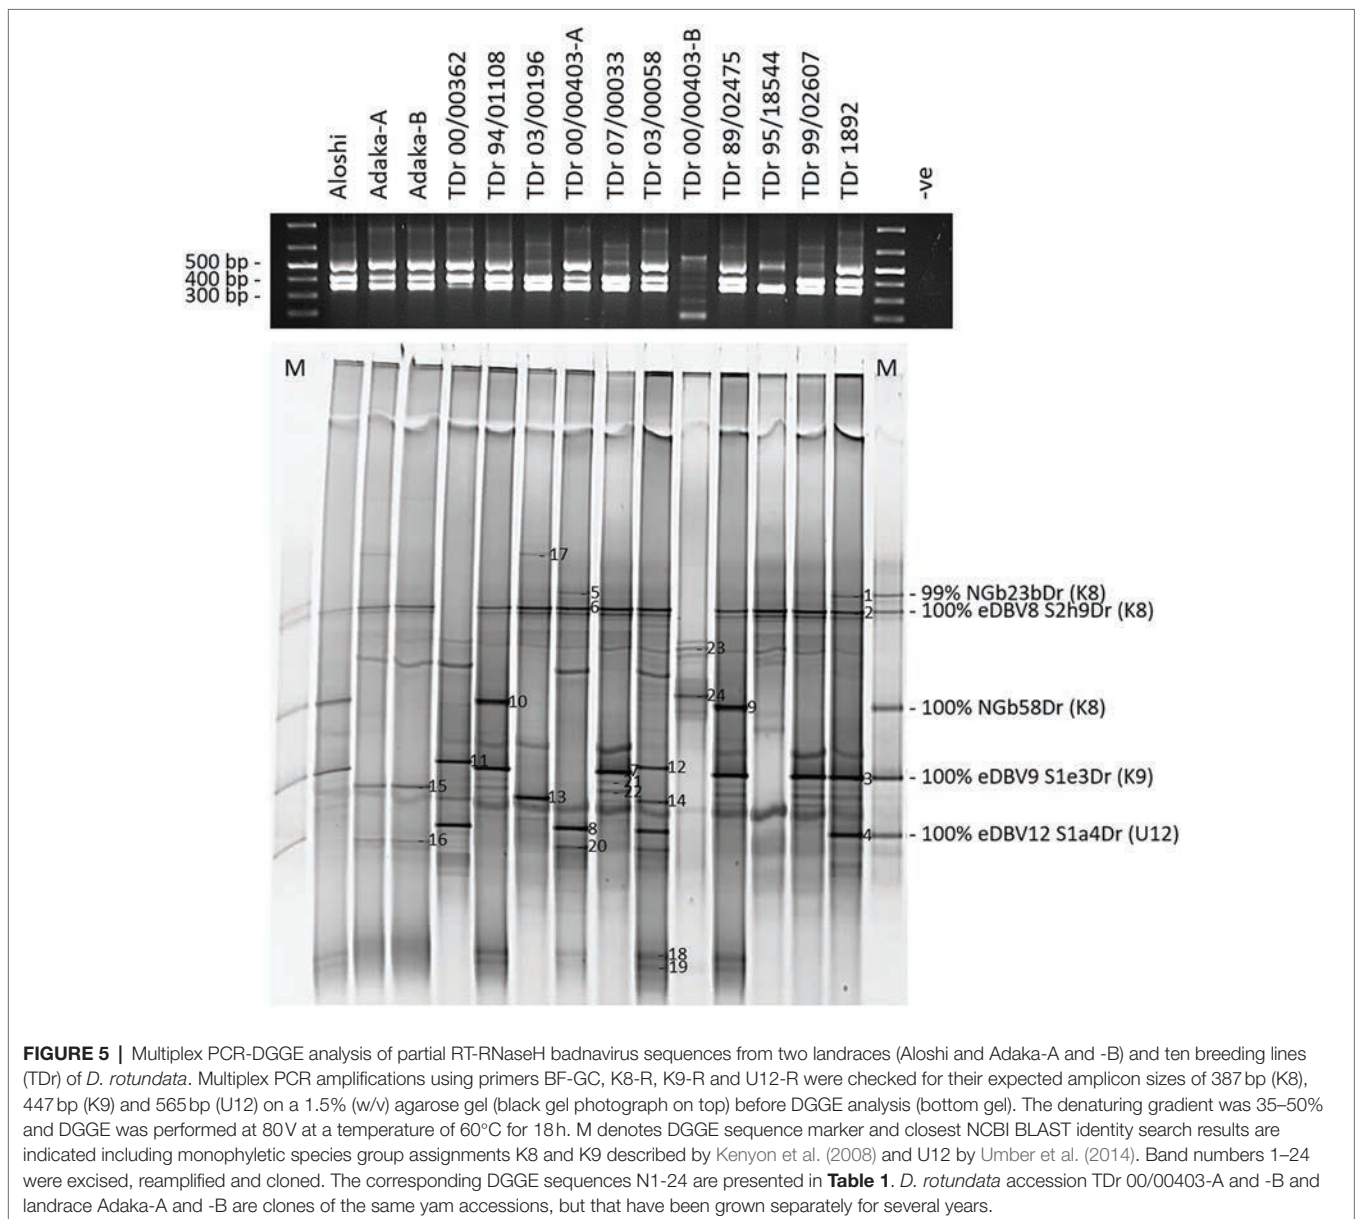 Aloshi
Adaka-A
Adaka-B
TDr 00/00362
TDr 94/01108
TDr 03/00196
TDr 00/00403-A
TDr 07/00033
TDr 03/00058
TDr 00/00403-B
TDr 89/02475
TDr 95/18544
TDr 99/02607
TDr 1892
-ve
500 bp -
400 bp -
300 bp -
M
M
-17
-5
6
-1
2
- 99% NGb23bDr (K8)
- 100% eDBV8 S2h9Dr (K8)
-23
-24
10
9
- 100% NGb58Dr (K8)
11
7
12
-21
-22
3
- 100% eDBV9 S1e3Dr (K9)
-15
13
14
8
4
- 100% eDBV12 S1a4Dr (U12)
-16
-20
-18
-19
FIGURE 5 | Multiplex PCR-DGGE analysis of partial RT-RNaseH badnavirus sequences from two landraces (Aloshi and Adaka-A and -B) and ten breeding lines
(TDr) of D. rotundata. Multiplex PCR amplifications using primers BF-GC, K8-R, K9-R and U12-R were checked for their expected amplicon sizes of 387 bp (K8),
447 bp (K9) and 565 bp (U12) on a 1.5% (w/v) agarose gel (black gel photograph on top) before DGGE analysis (bottom gel). The denaturing gradient was 35–50%
and DGGE was performed at 80 V at a temperature of 60°C for 18 h. M denotes DGGE sequence marker and closest NCBI BLAST identity search results are
indicated including monophyletic species group assignments K8 and K9 described by Kenyon et al. (2008) and U12 by Umber et al. (2014). Band numbers 1–24
were excised, reamplified and cloned. The corresponding DGGE sequences N1-24 are presented in Table 1. D. rotundata accession TDr 00/00403-A and -B and
landrace Adaka-A and -B are clones of the same yam accessions, but that have been grown separately for several years.